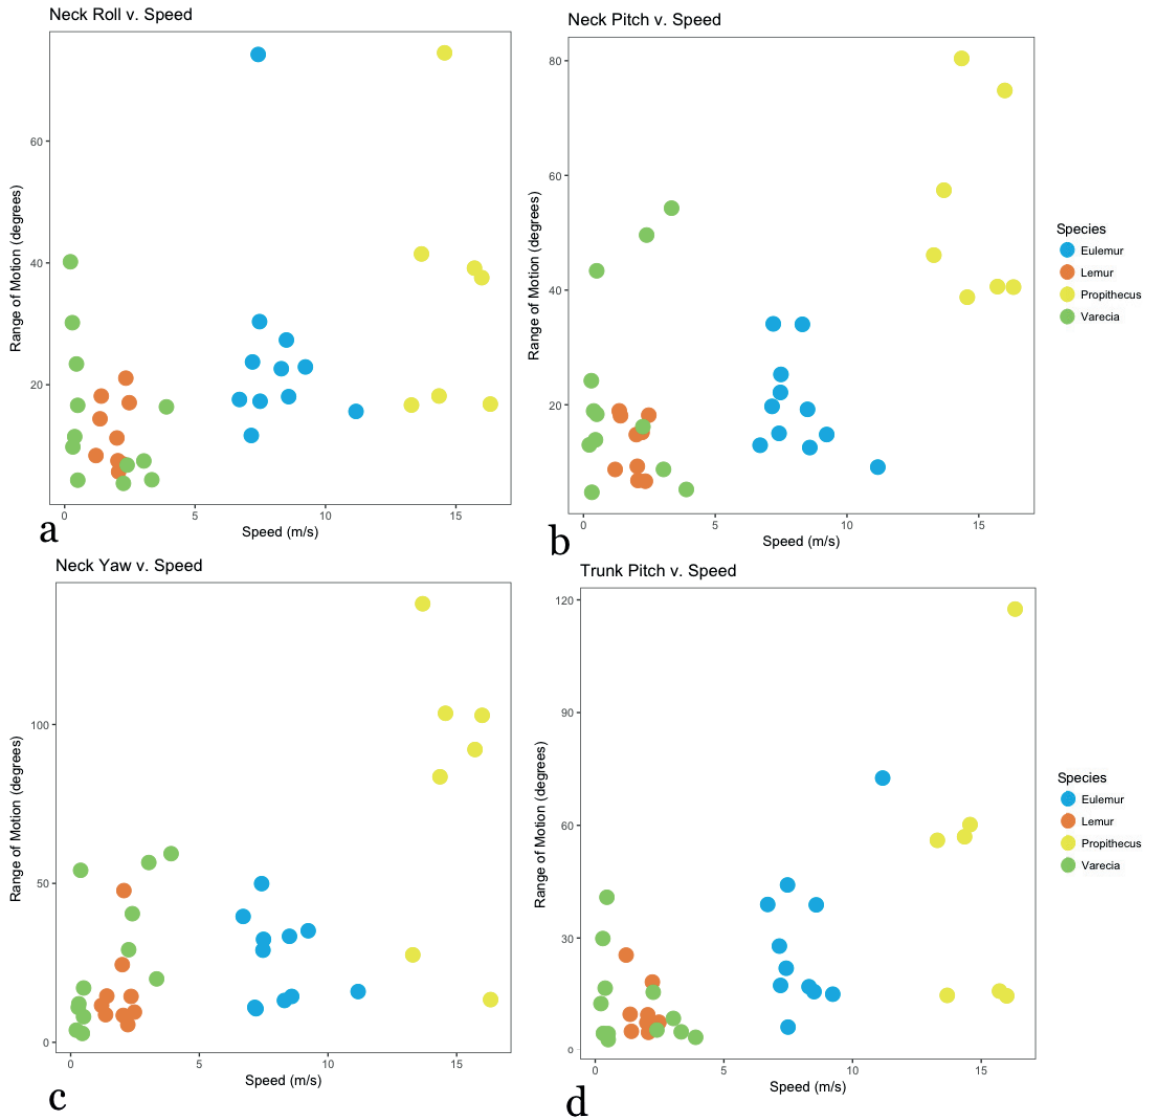 Neck Roll v. Speed
Range of Motion (degrees)
60
40
20
0 5 10 15
Speed (m/s)
a
Neck Pitch v. Speed
Range of Motion (degrees)
80
60
40
20
0 5 10 15
Speed (m/s)
b
Species
Eulemur
Lemur
Propithecus
Varecia
Neck Yaw v. Speed
Range of Motion (degrees)
100
50
0
0 5 10 15
Speed (m/s)
c
Trunk Pitch v. Speed
Range of Motion (degrees)
120
90
60
30
0
0 5 10 15
Speed (m/s)
d
Species
Eulemur
Lemur
Propithecus
Varecia